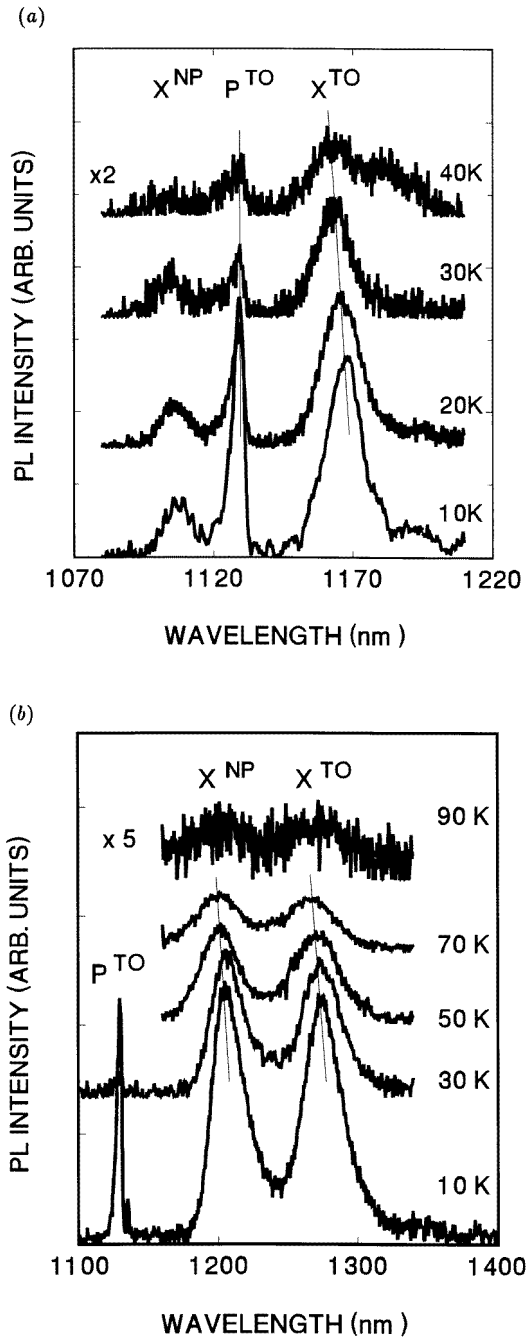 (a)
X NP P TO X TO
x2
40K
30K
20K
10K
PL INTENSITY (ARB. UNITS)
1070 1120 1170 1220
WAVELENGTH (nm )
(b)
X NP X TO
90 K
x 5
70 K
P TO
50 K
30 K
10 K
PL INTENSITY (ARB. UNITS)
1100 1200 1300 1400
WAVELENGTH (nm )